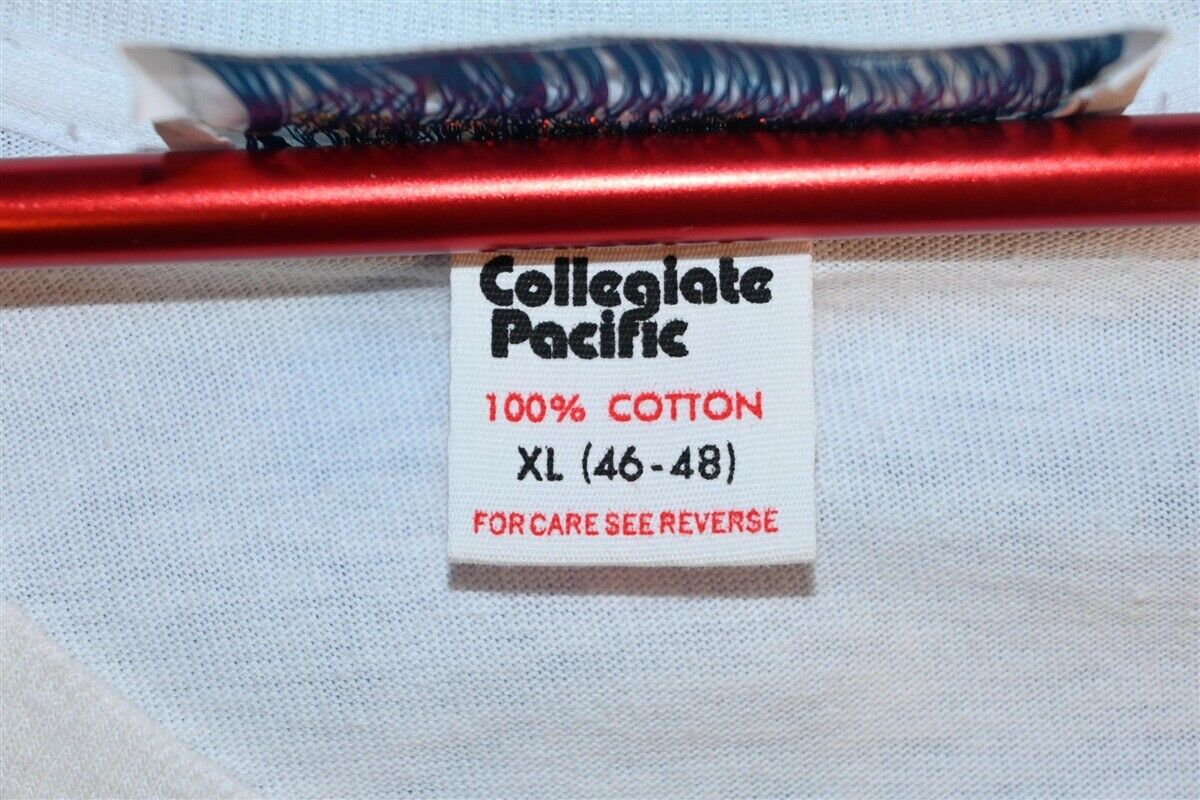 Collegiate
Pacific
100% COTTON
XL (46-48)
FOR CARE SEE REVERSE